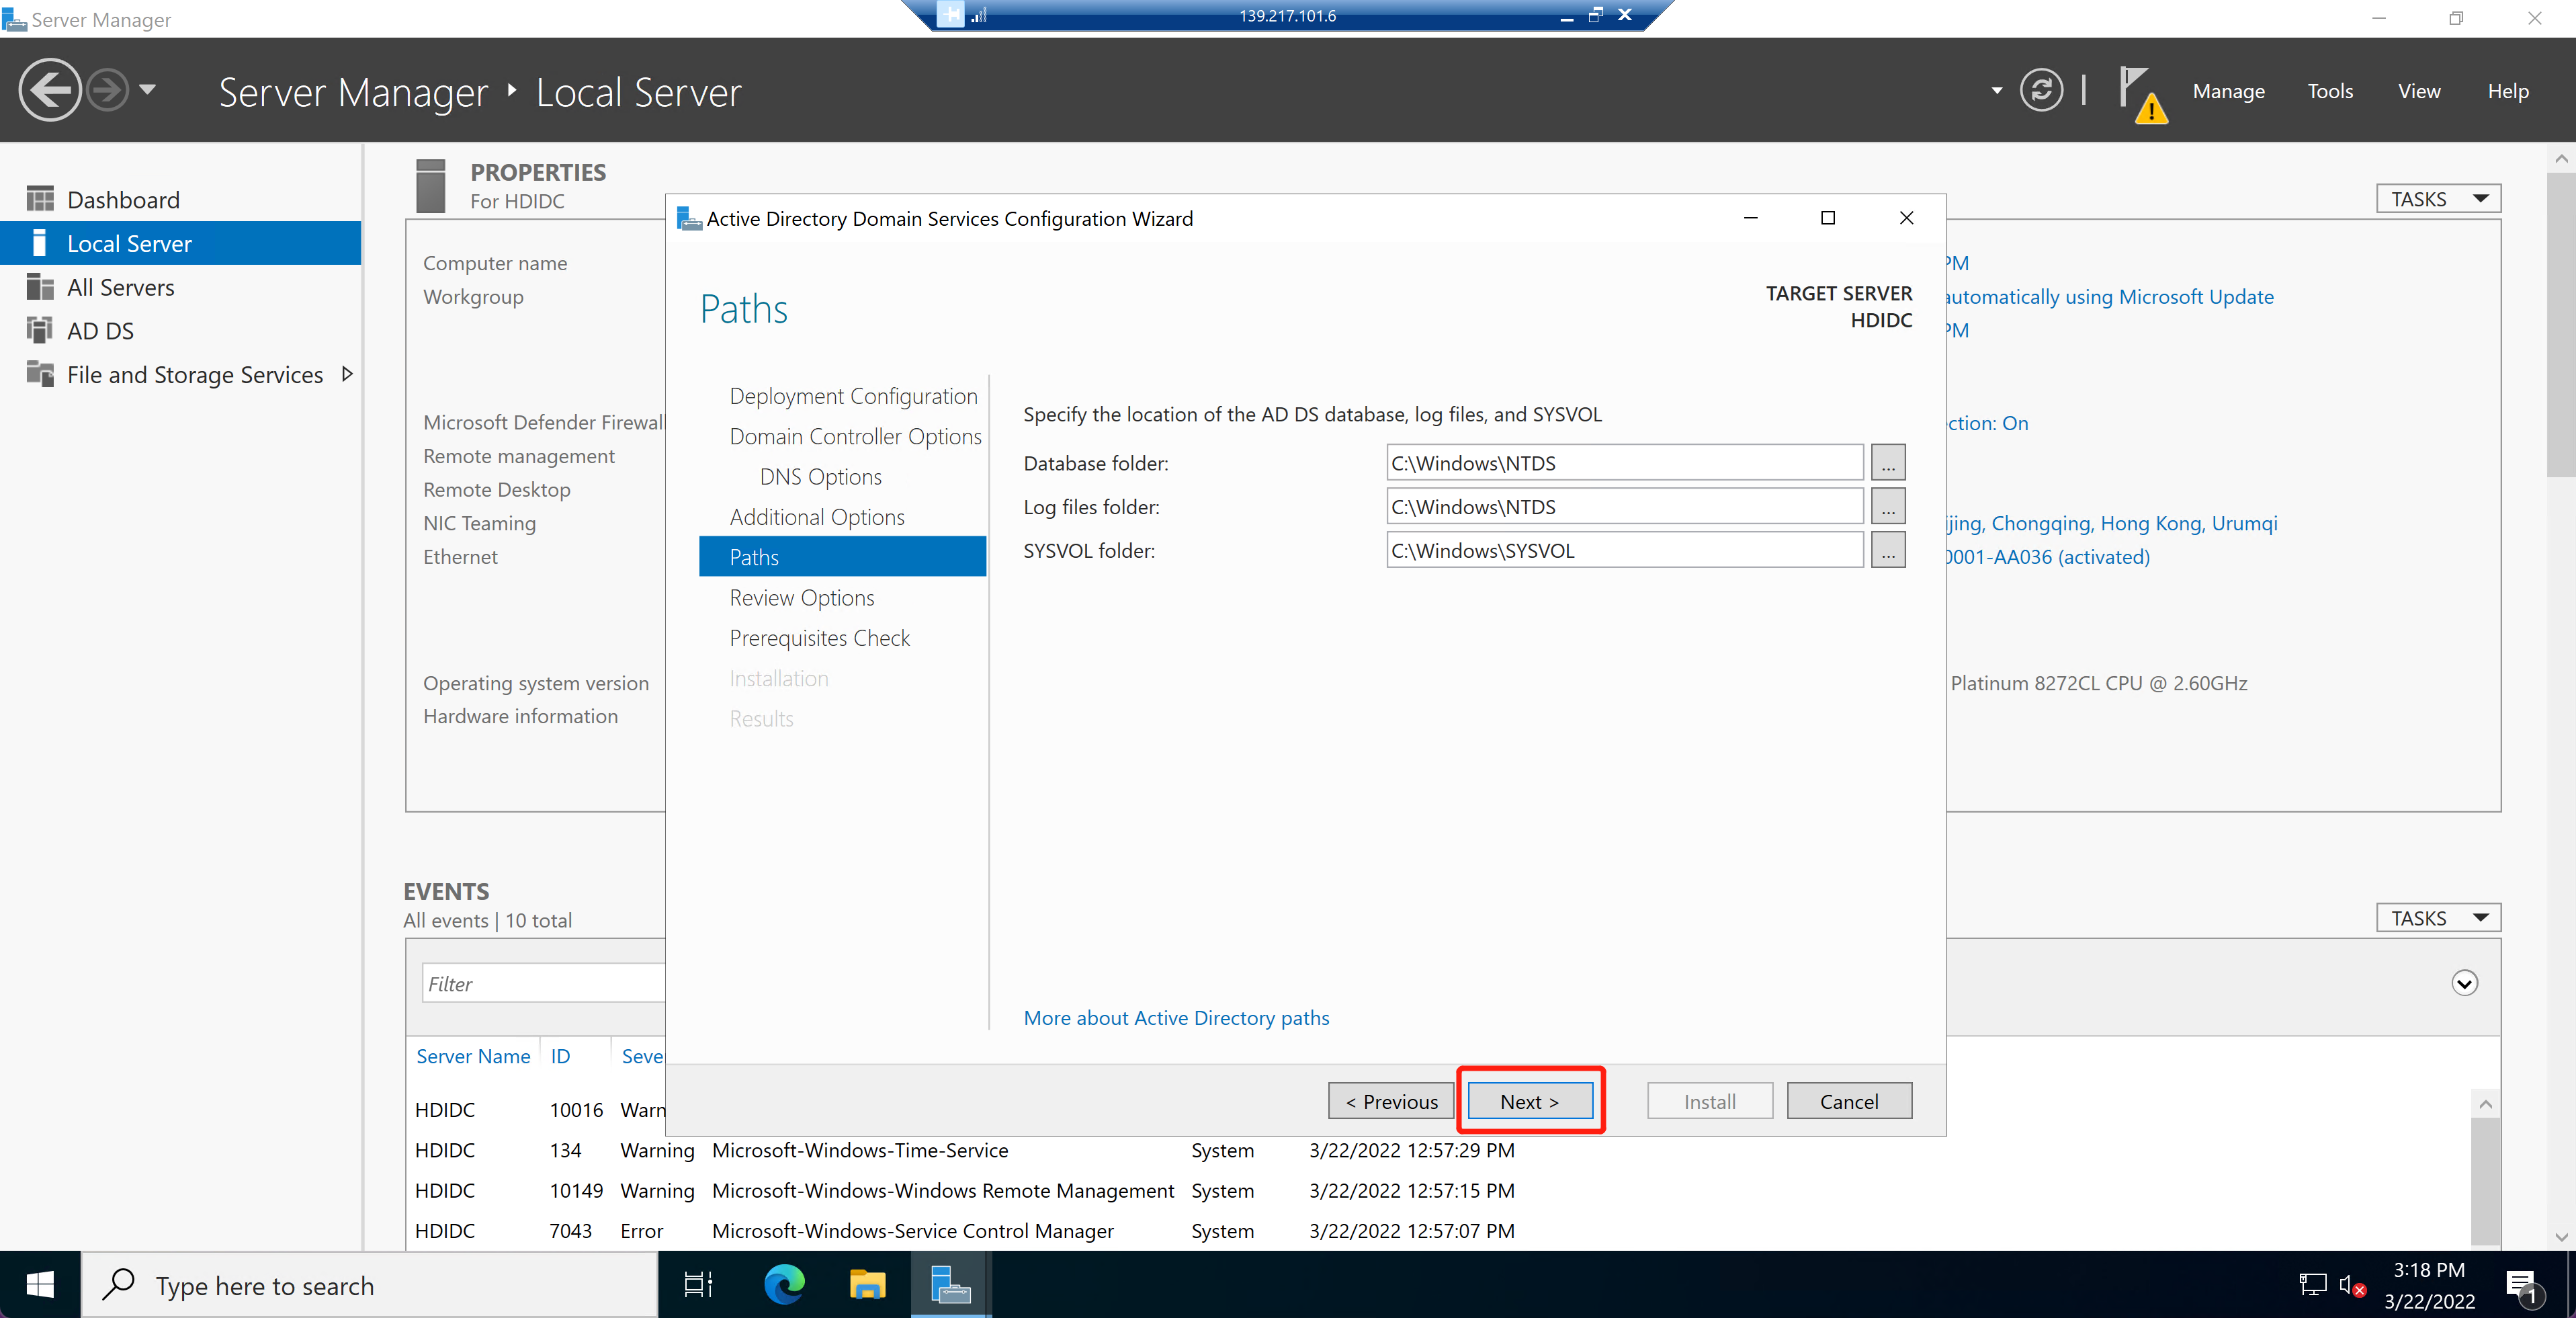 Server Manager
139.217.101.6
Server Manager
Local Server
Manage
Tools
View
Help
Dashboard
Local Server
All Servers
AD DS
File and Storage Services
PROPERTIES
For HDIDC
TASKS
Computer name
Workgroup
Microsoft Defender Firewall
Remote management
Remote Desktop
NIC Teaming
Ethernet
Operating system version
Hardware information
PM
automatically using Microsoft Update
PM
ction: On
ijing, Chongqing, Hong Kong, Urumqi
0001-AA036 (activated)
Platinum 8272CL CPU @ 2.60GHz
Active Directory Domain Services Configuration Wizard
Paths
TARGET SERVER
HDIDC
Deployment Configuration
Domain Controller Options
DNS Options
Additional Options
Paths
Review Options
Prerequisites Check
Installation
Results
Specify the location of the AD DS database, log files, and SYSVOL
Database folder: C:\Windows\NTDS ...
Log files folder: C:\Windows\NTDS ...
SYSVOL folder: C:\Windows\SYSVOL ...
More about Active Directory paths
< Previous
Next >
Install
Cancel
EVENTS
All events | 10 total
TASKS
Filter
Server Name ID Seve
HDIDC 10016 Warn
HDIDC 134 Warning Microsoft-Windows-Time-Service System 3/22/2022 12:57:29 PM
HDIDC 10149 Warning Microsoft-Windows-Windows Remote Management System 3/22/2022 12:57:15 PM
HDIDC 7043 Error Microsoft-Windows-Service Control Manager System 3/22/2022 12:57:07 PM
Type here to search
3:18 PM
3/22/2022
1